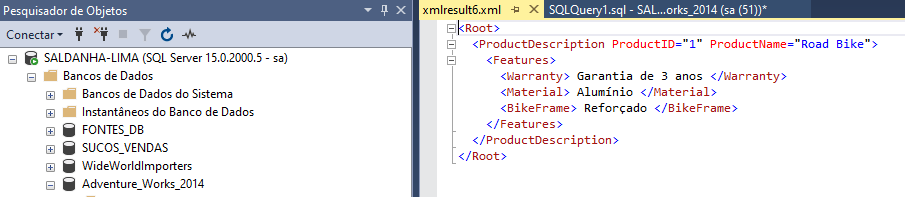 Pesquisador de Objetos
Conectar
SALDANHA-LIMA (SQL Server 15.0.2000.5 - sa)
Bancos de Dados
Bancos de Dados do Sistema
Instantâneos do Banco de Dados
FONTES_DB
SUCOS_VENDAS
WideWorldImporters
Adventure_Works_2014
xmlresult6.xml
SQLQuery1.sql - SAL...orks_2014 (sa (51))*
<Root>
<ProductDescription ProductID="1" ProductName="Road Bike">
<Features>
<Warranty> Garantia de 3 anos </Warranty>
<Material> Alumínio </Material>
<BikeFrame> Reforçado </BikeFrame>
</Features>
</ProductDescription>
</Root>